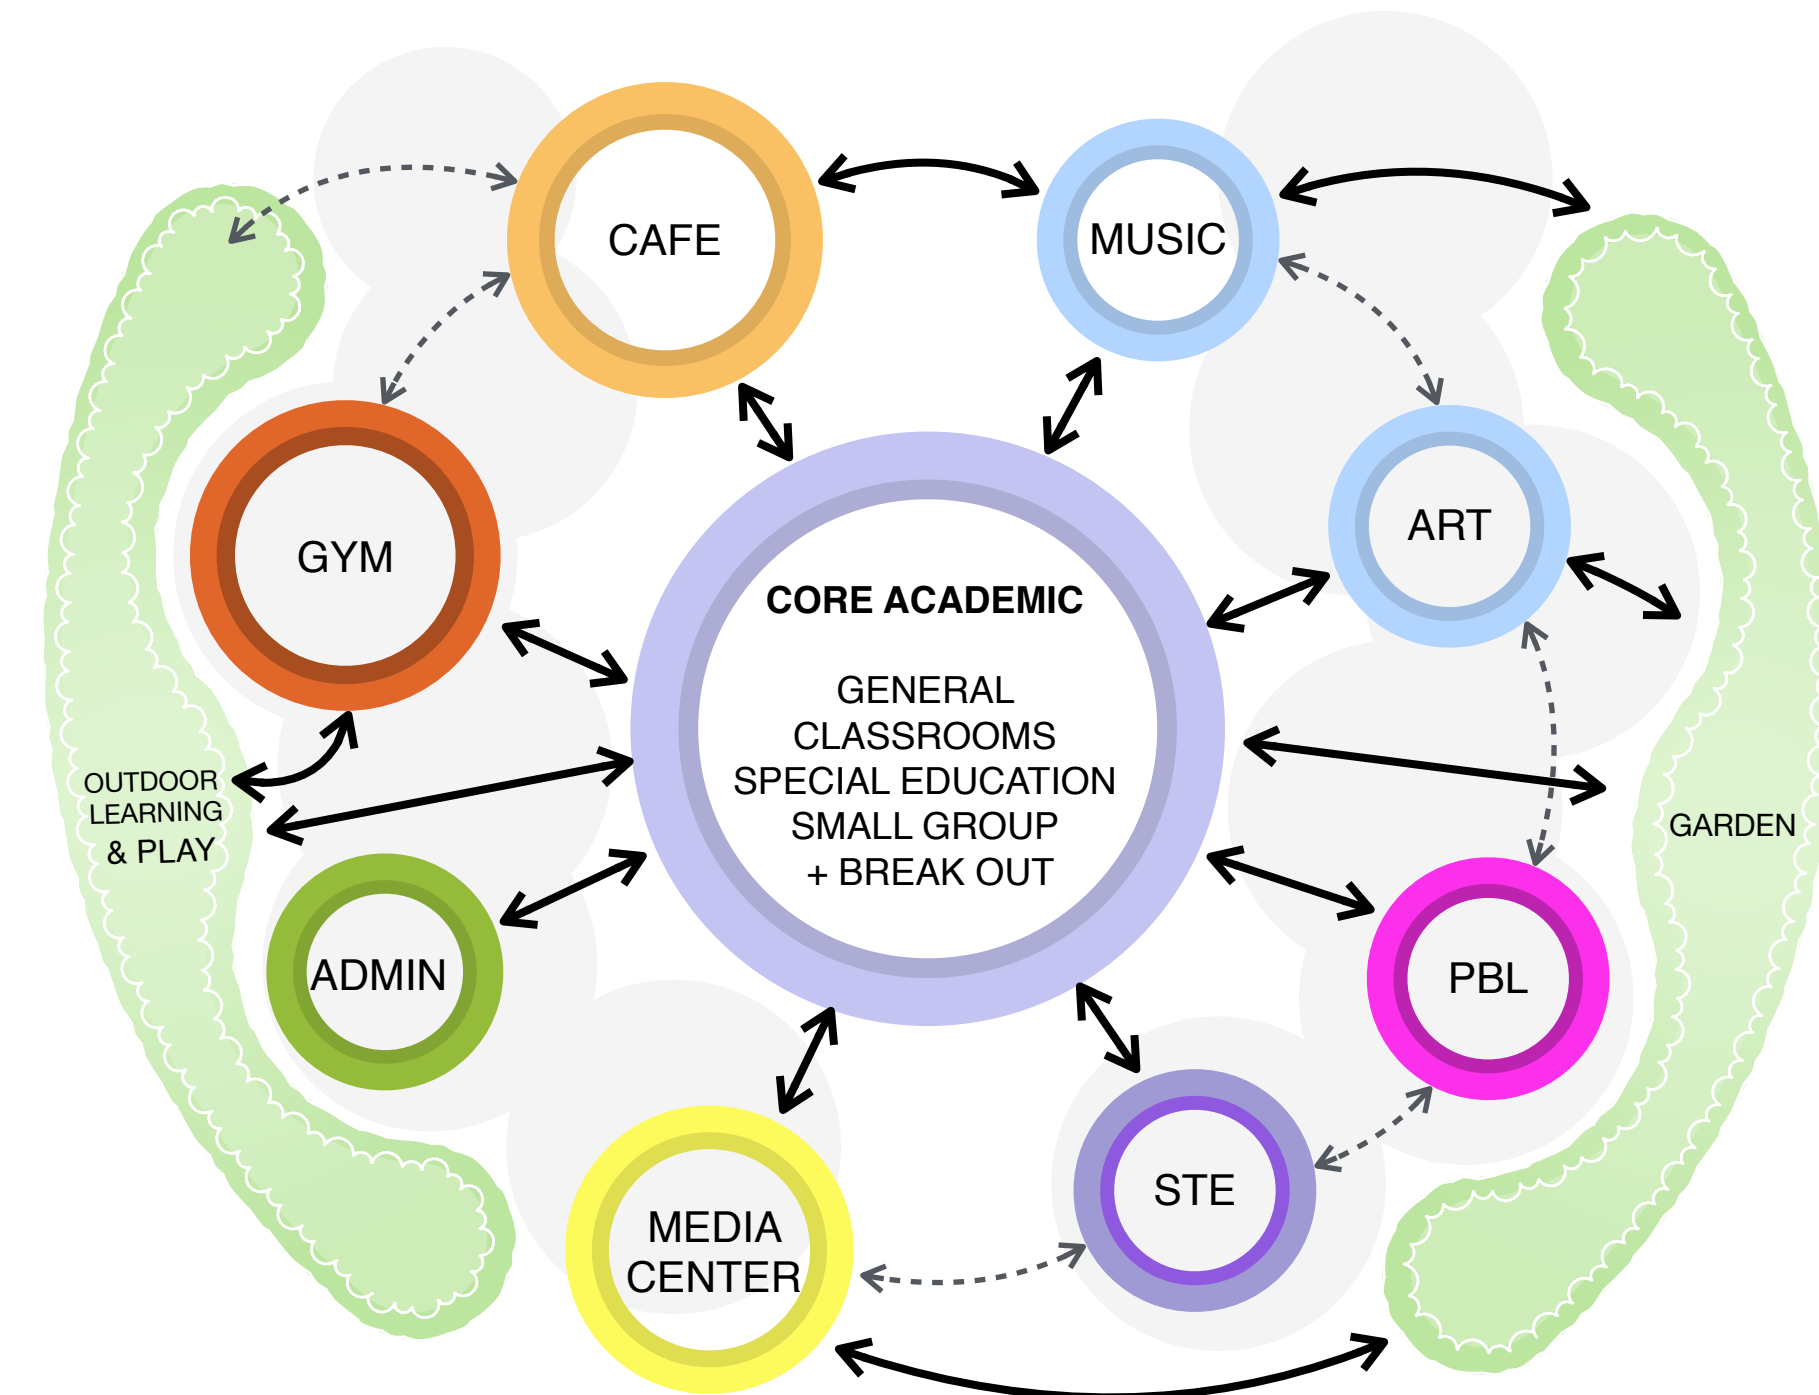 CAFE
MUSIC
GYM
ART
CORE ACADEMIC
GENERAL
CLASSROOMS
SPECIAL EDUCATION
SMALL GROUP
+ BREAK OUT
OUTDOOR
LEARNING
& PLAY
GARDEN
ADMIN
PBL
MEDIA
CENTER
STE